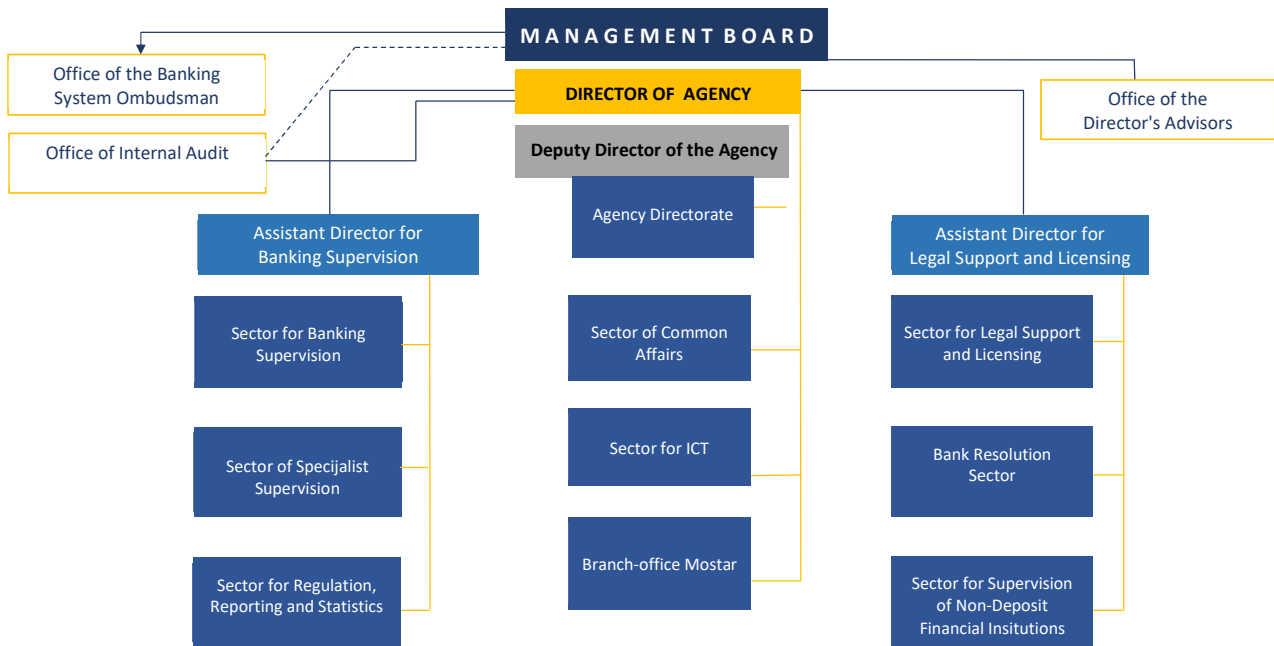 MANAGEMENT BOARD
Office of the Banking
System Ombudsman
DIRECTOR OF AGENCY
Office of the
Director's Advisors
Office of Internal Audit
Deputy Director of the Agency
Agency Directorate
Assistant Director for
Banking Supervision
Assistant Director for
Legal Support and Licensing
Sector for Banking
Supervision
Sector of Common
Affairs
Sector for Legal Support
and Licensing
Sector of Specijalist
Supervision
Sector for ICT
Bank Resolution
Sector
Sector for Regulation,
Reporting and Statistics
Branch-office Mostar
Sector for Supervision
of Non-Deposit
Financial Insitutions